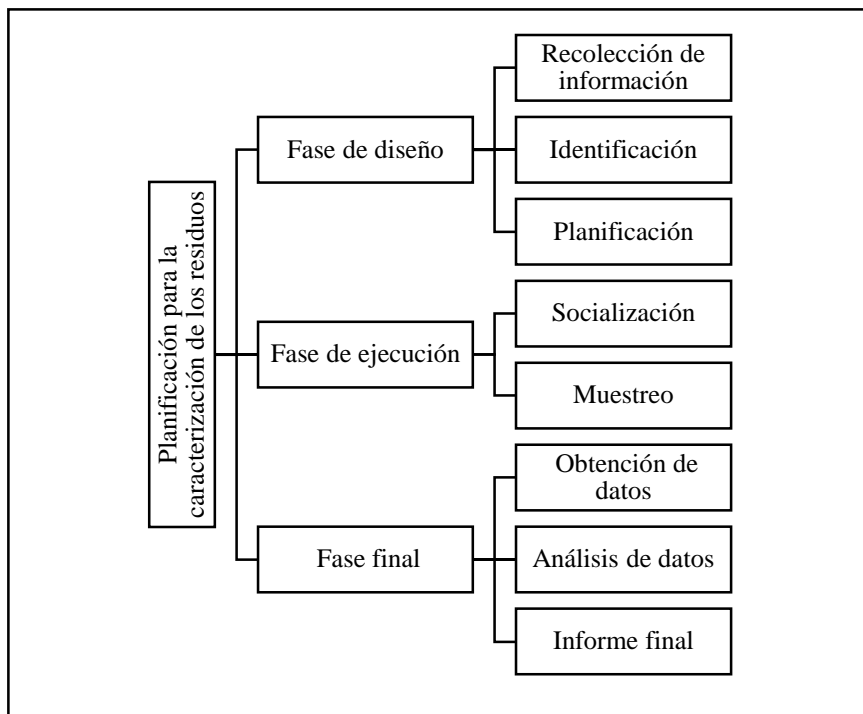 Planificación para la
caracterización de los residuos
Fase de diseño
Recolección de
información
Identificación
Planificación
Fase de ejecución
Socialización
Muestreo
Fase final
Obtención de
datos
Análisis de datos
Informe final